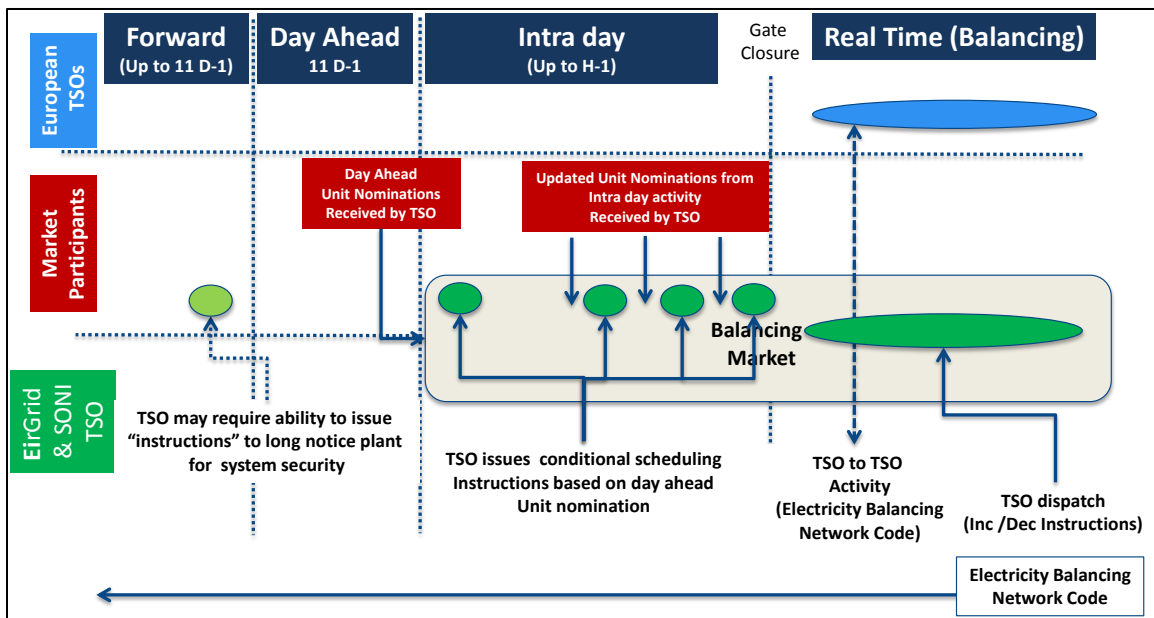 Forward
(Up to 11 D-1)
Day Ahead
11 D-1
Intra day
(Up to H-1)
Gate
Closure
Real Time (Balancing)
European
TSOs
Market
Participants
EirGrid
& SONI
TSO
Day Ahead
Unit Nominations
Received by TSO
Updated Unit Nominations from
Intra day activity
Received by TSO
Balancing
Market
TSO may require ability to issue
“instructions” to long notice plant
for system security
TSO issues conditional scheduling
Instructions based on day ahead
Unit nomination
TSO to TSO
Activity
(Electricity Balancing
Network Code)
TSO dispatch
(Inc /Dec Instructions)
Electricity Balancing
Network Code